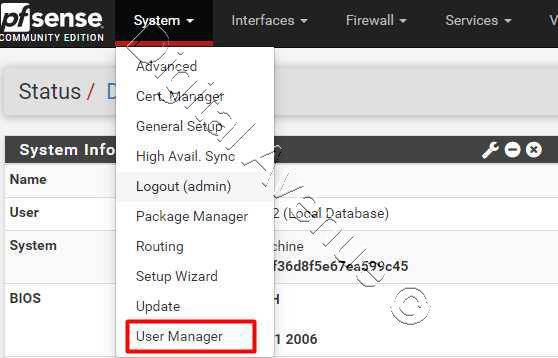 pfsense
COMMUNITY EDITION
System
Interfaces
Firewall
Services
Status /
Advanced
Cert. Manager
General Setup
High Avail. Sync
Logout (admin)
Package Manager
Routing
Setup Wizard
Update
User Manager
System Info
Name
User
2 (Local Database)
System
chine
f36d8f5e67ea599c45
BIOS
H
1 2006
Digital Avenue ©